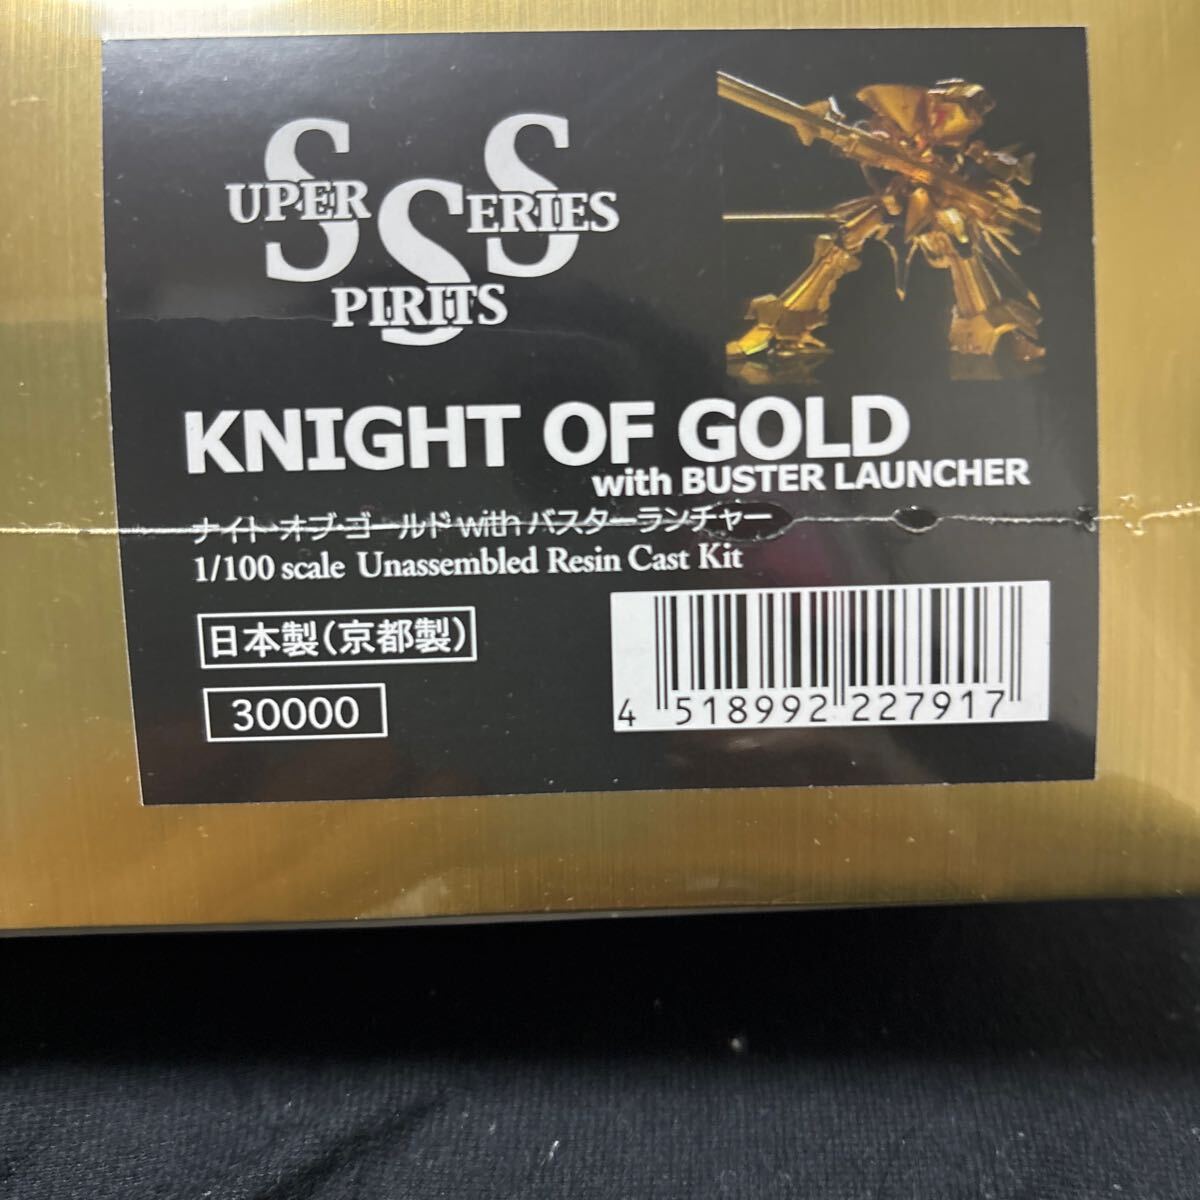 SUPER SERIES
SPIRITS
KNIGHT OF GOLD
with BUSTER LAUNCHER
ナイト・オブ・ゴールド with バスターランチャー
1/100 scale Unassembled Resin Cast Kit
日本製(京都製)
30000
4 518992 227917